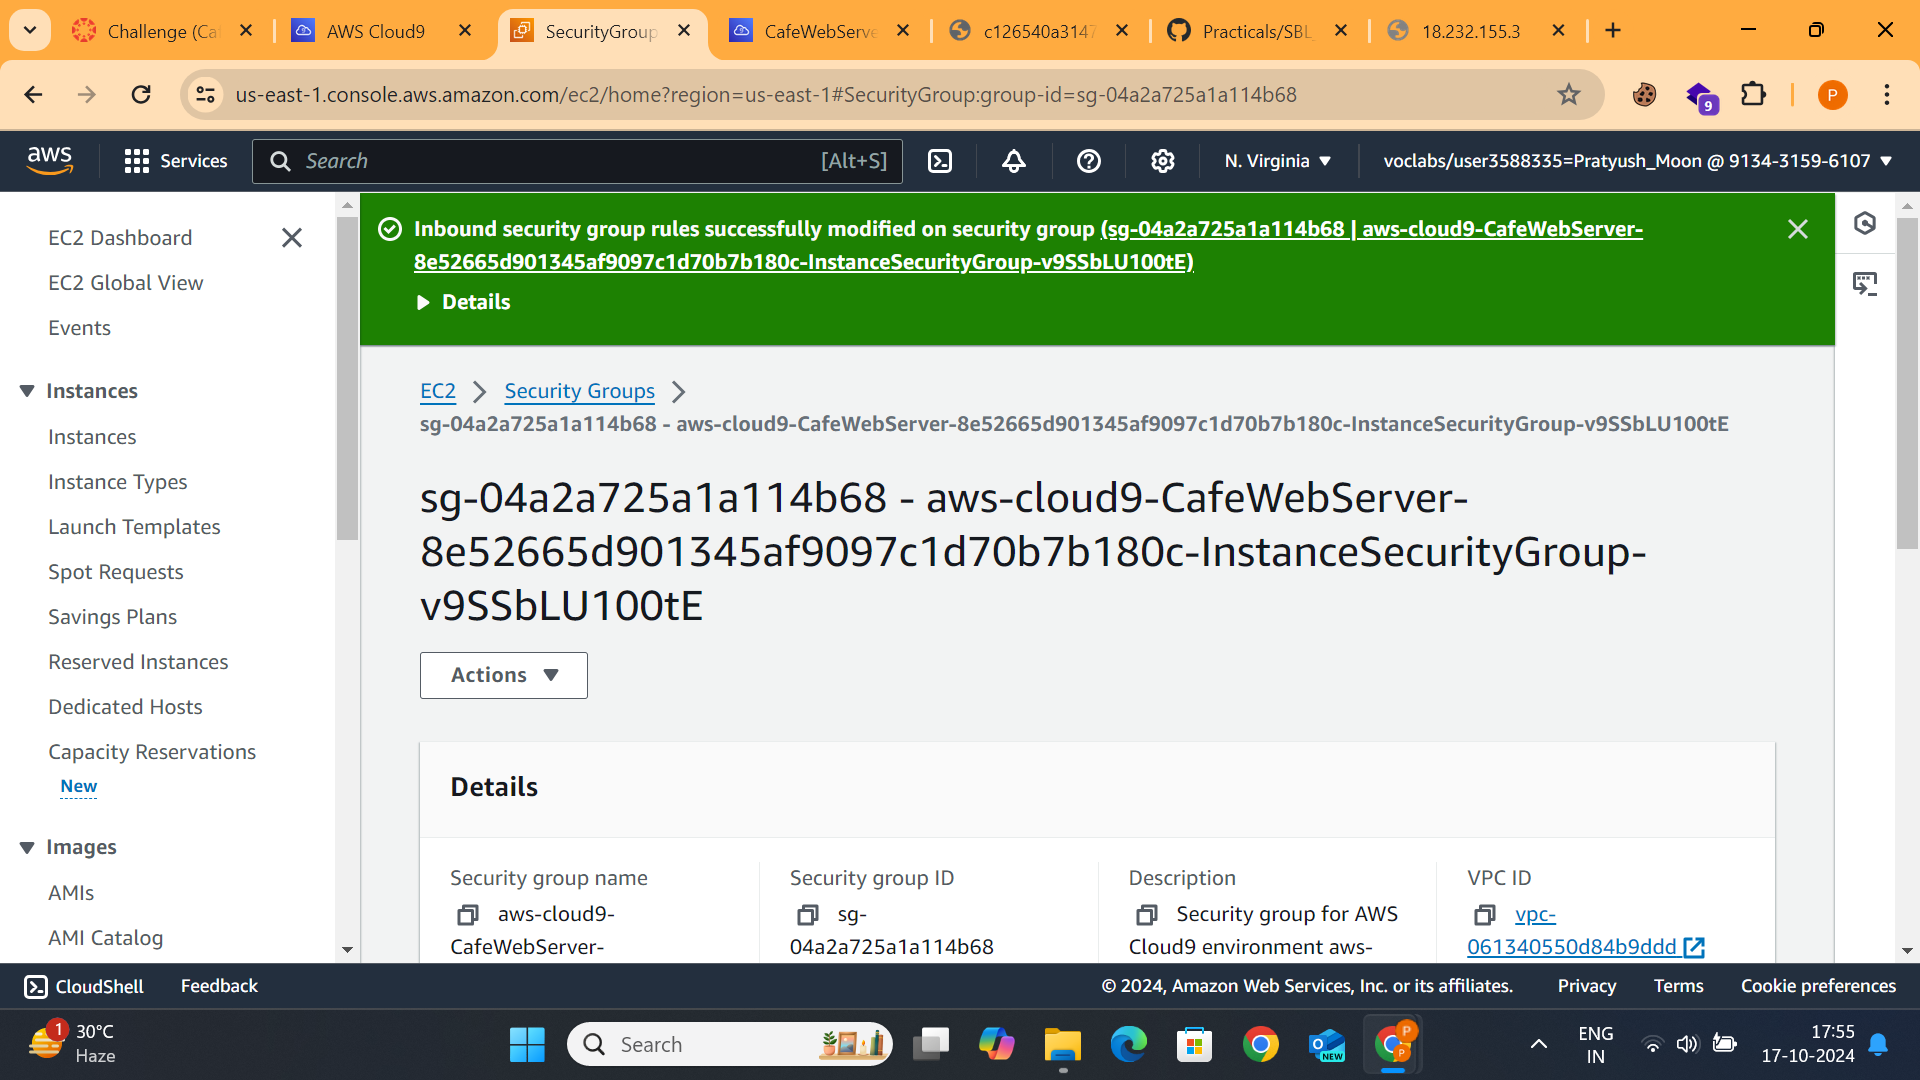 Challenge (Ca
AWS Cloud9
SecurityGroup
CafeWebServe
c126540a3147
Practicals/SBL_
18.232.155.3
us-east-1.console.aws.amazon.com/ec2/home?region=us-east-1#SecurityGroup:group-id=sg-04a2a725a1a114b68
9
P
aws
Services
Search
[Alt+S]
N. Virginia
voclabs/user3588335=Pratyush_Moon @ 9134-3159-6107
EC2 Dashboard
EC2 Global View
Events
Instances
Instances
Instance Types
Launch Templates
Spot Requests
Savings Plans
Reserved Instances
Dedicated Hosts
Capacity Reservations
New
Images
AMIs
AMI Catalog
Inbound security group rules successfully modified on security group (sg-04a2a725a1a114b68 | aws-cloud9-CafeWebServer-
8e52665d901345af9097c1d70b7b180c-InstanceSecurityGroup-v9SSbLU100tE)
Details
EC2
Security Groups
sg-04a2a725a1a114b68 - aws-cloud9-CafeWebServer-8e52665d901345af9097c1d70b7b180c-InstanceSecurityGroup-v9SSbLU100tE
sg-04a2a725a1a114b68 - aws-cloud9-CafeWebServer-
8e52665d901345af9097c1d70b7b180c-InstanceSecurityGroup-
v9SSbLU100tE
Actions
Details
Security group name
aws-cloud9-
CafeWebServer-
Security group ID
sg-
04a2a725a1a114b68
Description
Security group for AWS
Cloud9 environment aws-
VPC ID
vpc-
061340550d84b9ddd
CloudShell
Feedback
© 2024, Amazon Web Services, Inc. or its affiliates.
Privacy
Terms
Cookie preferences
1
30°C
Haze
Search
NEW
P
P
ENG
IN
17:55
17-10-2024